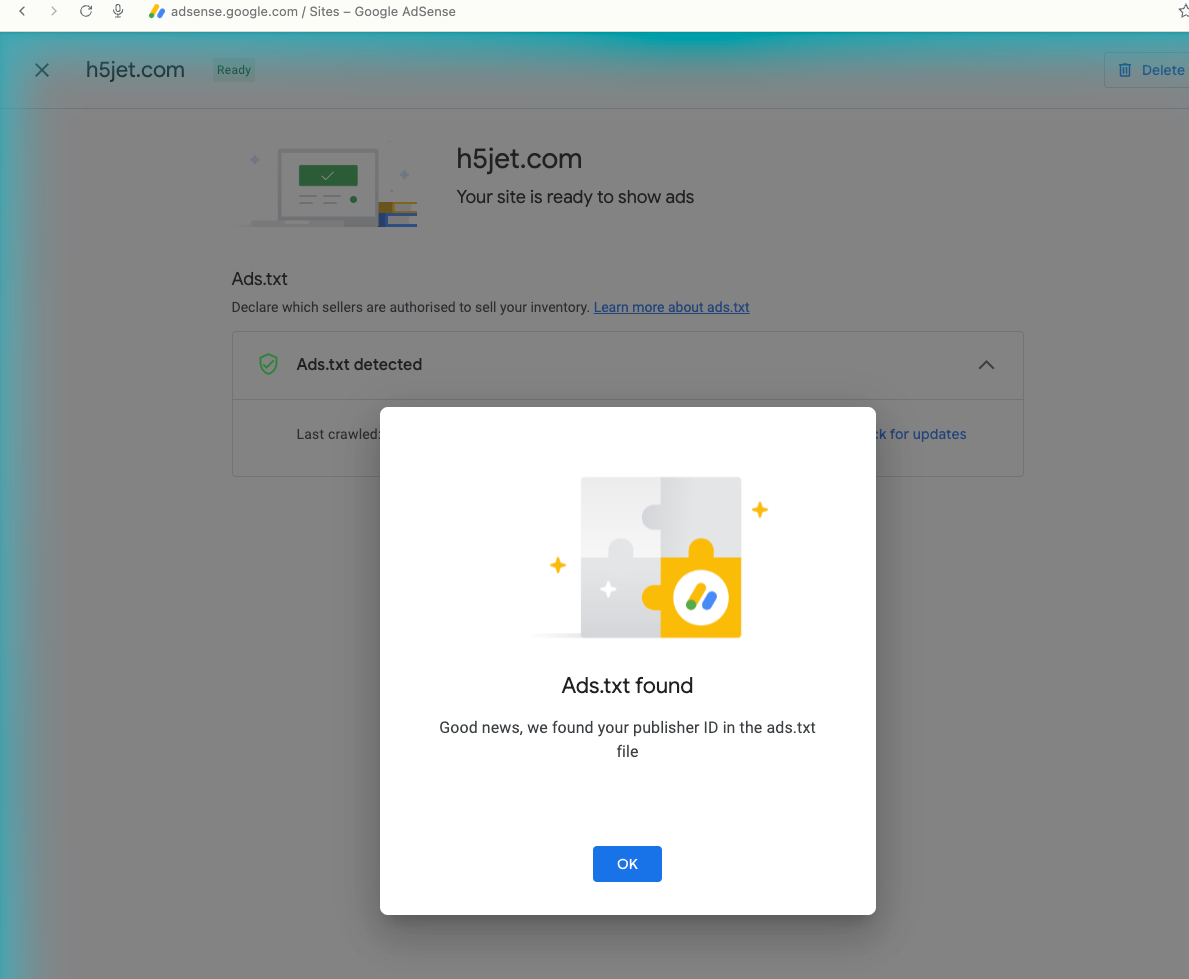 adsense.google.com / Sites – Google AdSense
h5jet.com
Ready
Delete
h5jet.com
Your site is ready to show ads
Ads.txt
Declare which sellers are authorised to sell your inventory. Learn more about ads.txt
Ads.txt detected
Last crawled:
for updates
Ads.txt found
Good news, we found your publisher ID in the ads.txt
file
OK